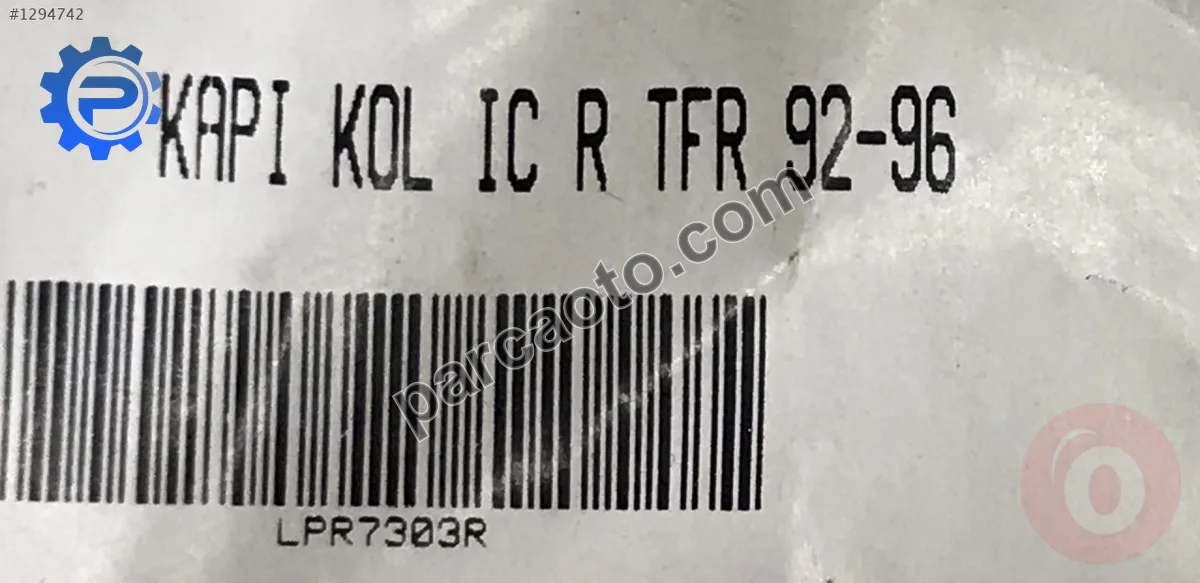 #1294742
KAPI KOL IC R TFR 92-96
parcaoto.com
LPR7303R